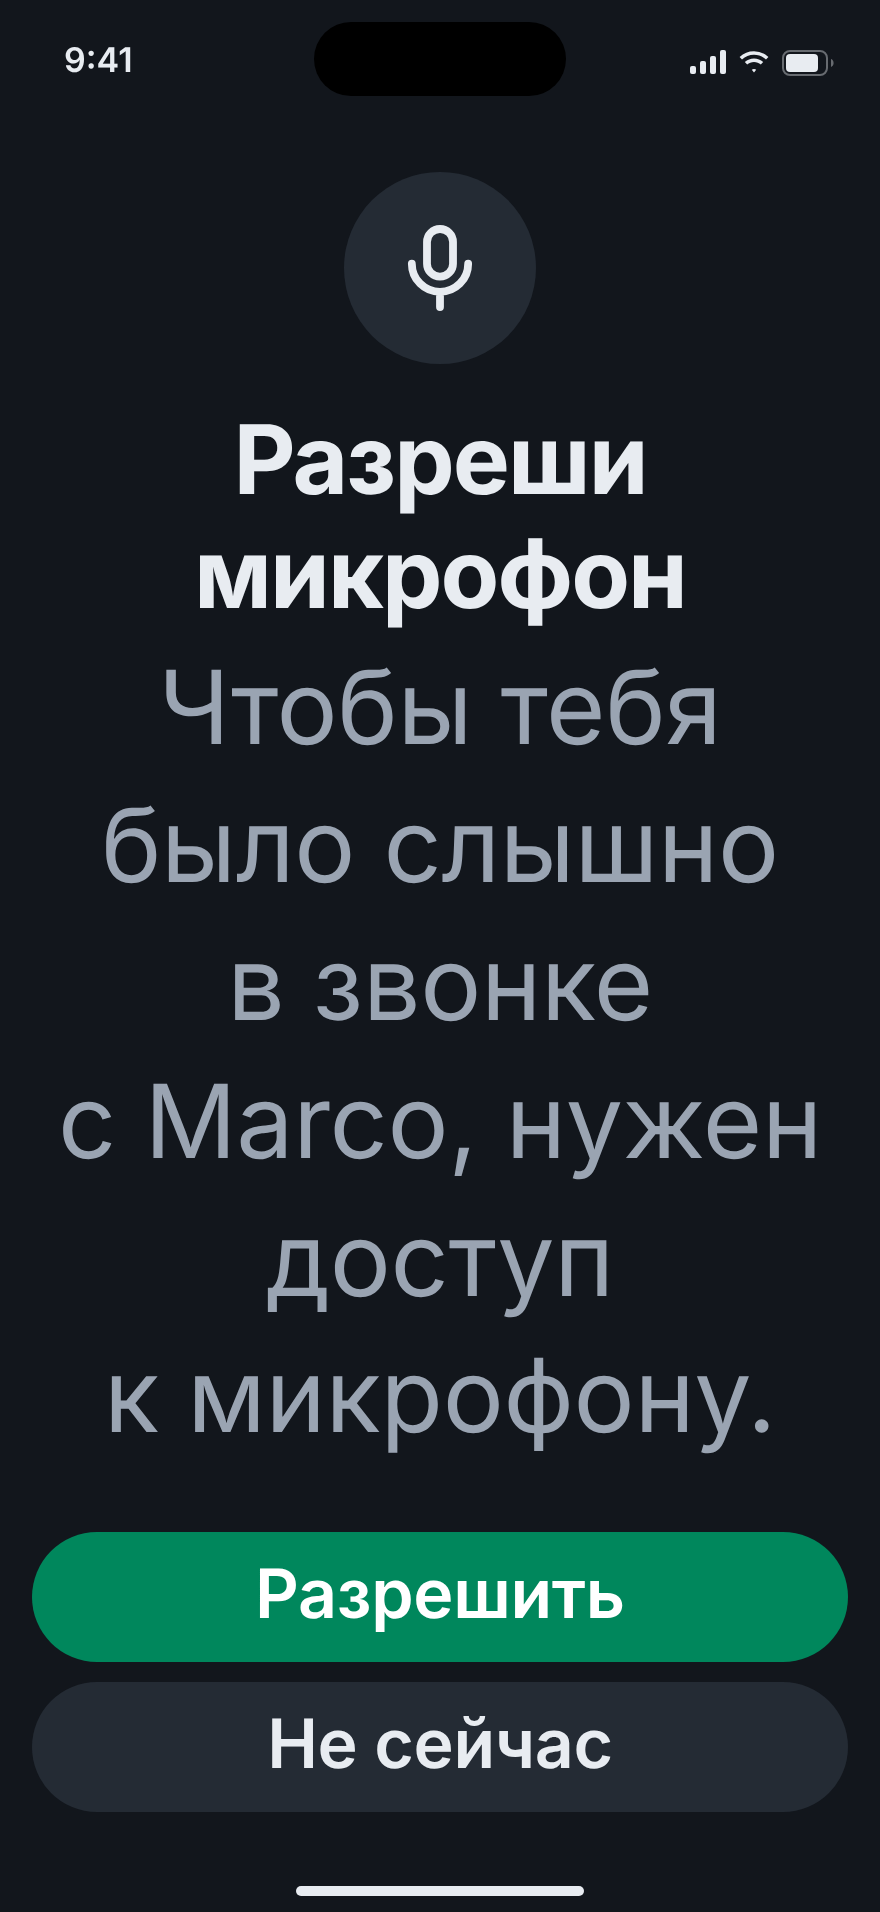 9:41
Разреши
микрофон
Чтобы тебя
было слышно
в звонке
с Marco, нужен
доступ
к микрофону.
Разрешить
Не сейчас